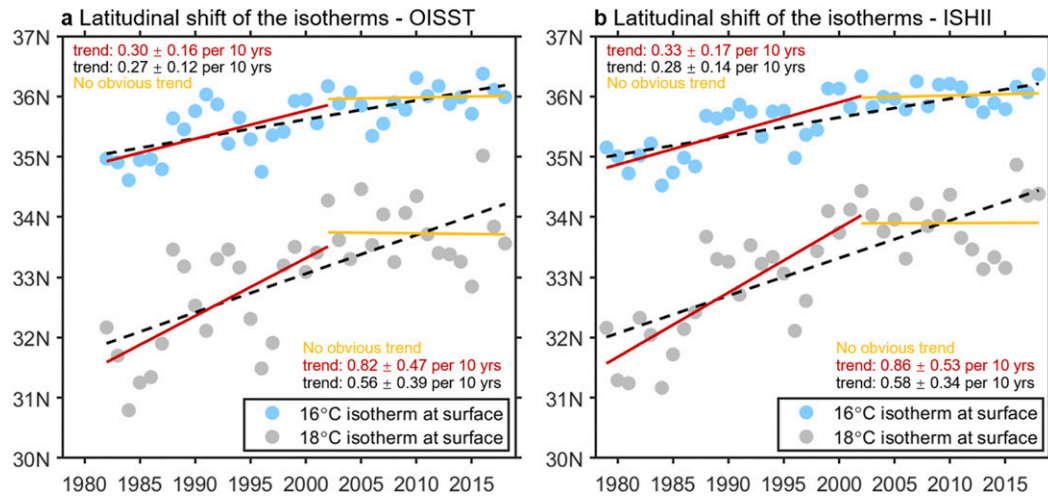 a Latitudinal shift of the isotherms - OISST
37N
36N
35N
34N
33N
32N
31N
30N
trend: 0.30 ± 0.16 per 10 yrs
trend: 0.27 ± 0.12 per 10 yrs
No obvious trend
No obvious trend
trend: 0.82 ± 0.47 per 10 yrs
trend: 0.56 ± 0.39 per 10 yrs
16°C isotherm at surface
18°C isotherm at surface
1980 1985 1990 1995 2000 2005 2010 2015
b Latitudinal shift of the isotherms - ISHII
37N
36N
35N
34N
33N
32N
31N
30N
trend: 0.33 ± 0.17 per 10 yrs
trend: 0.28 ± 0.14 per 10 yrs
No obvious trend
No obvious trend
trend: 0.86 ± 0.53 per 10 yrs
trend: 0.58 ± 0.34 per 10 yrs
16°C isotherm at surface
18°C isotherm at surface
1980 1985 1990 1995 2000 2005 2010 2015